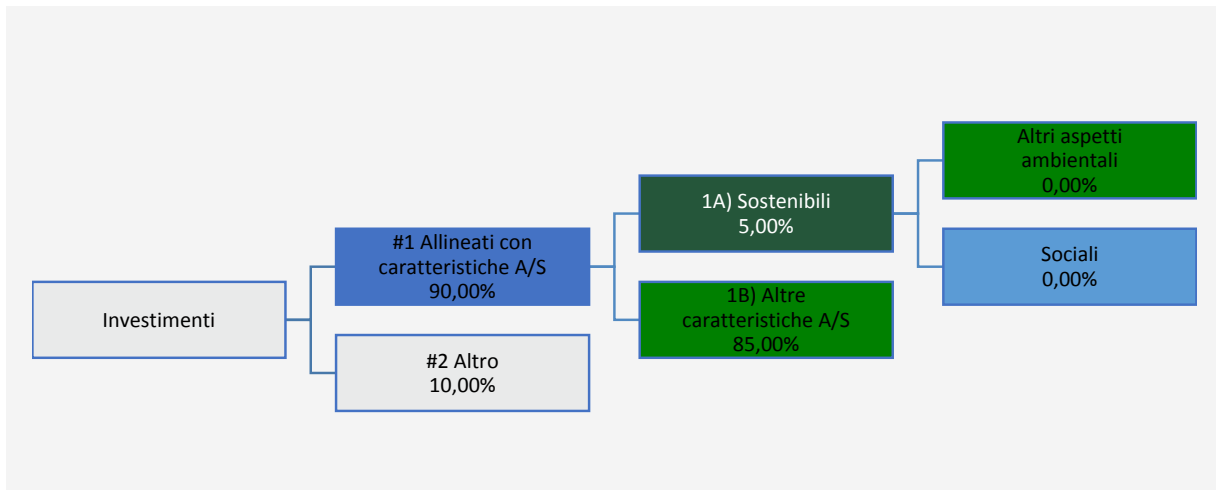 Investimenti
#1 Allineati con
caratteristiche A/S
90,00%
#2 Altro
10,00%
1A) Sostenibili
5,00%
1B) Altre
caratteristiche A/S
85,00%
Altri aspetti
ambientali
0,00%
Sociali
0,00%